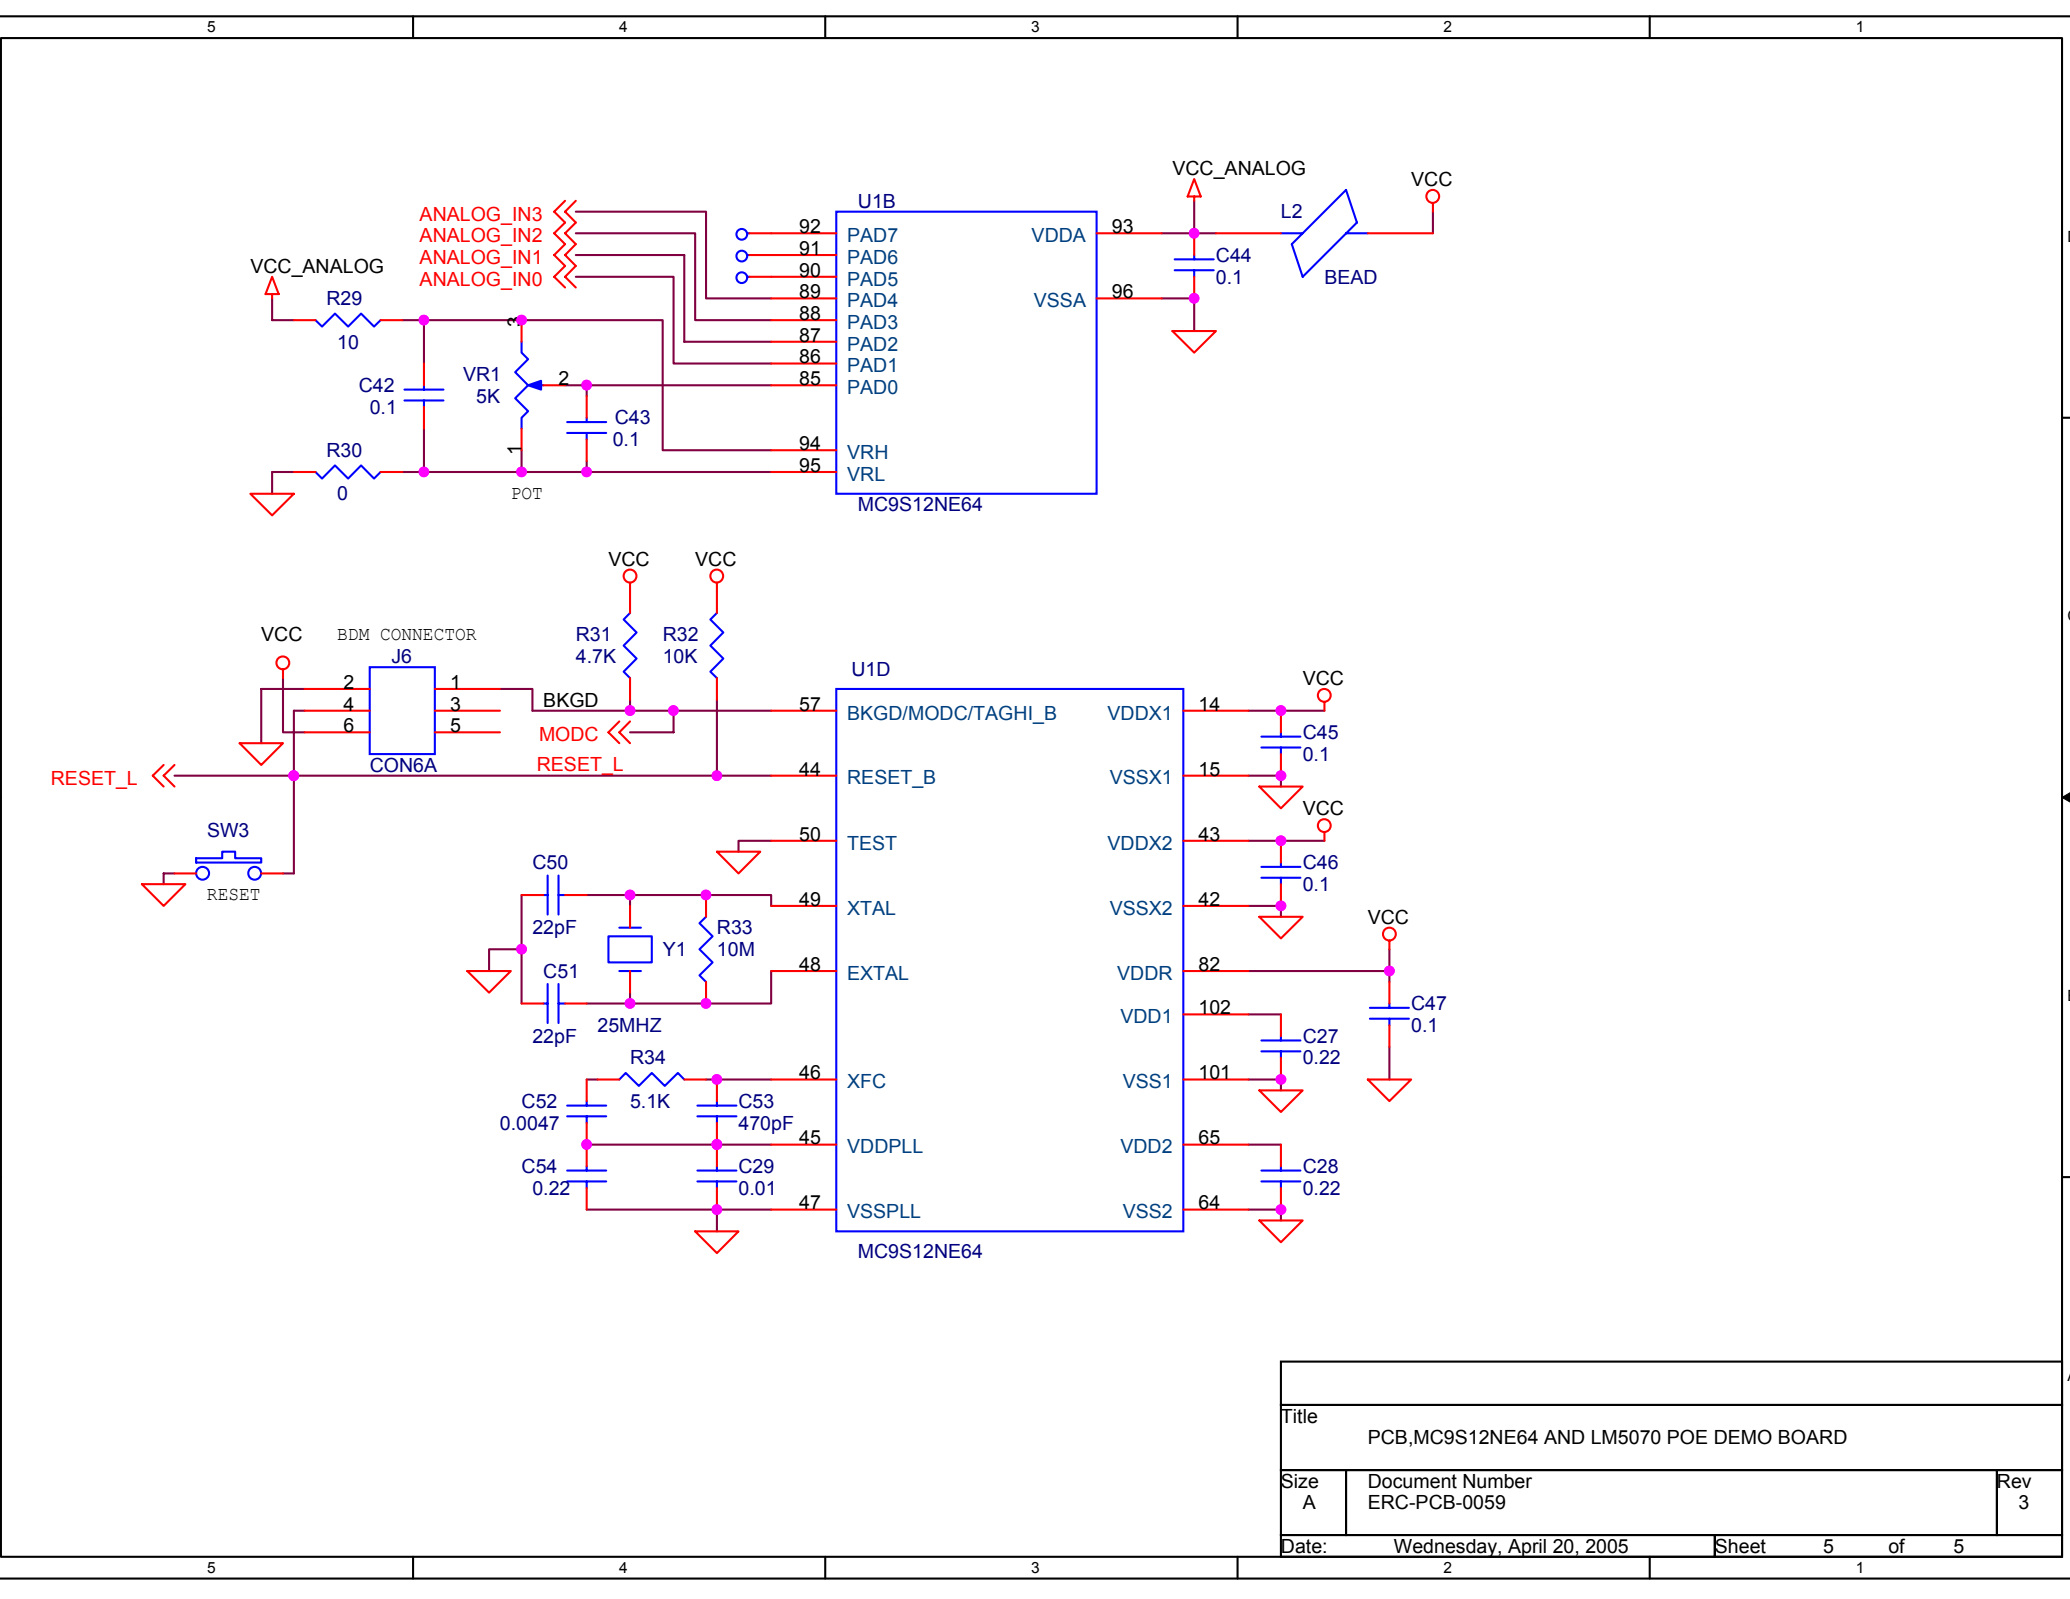 5 4 3 2 1
VCC_ANALOG
VCC
L2
BEAD
C44
0.1
U1B
ANALOG_IN3
ANALOG_IN2
ANALOG_IN1
ANALOG_IN0
92 PAD7
91 PAD6
90 PAD5
89 PAD4
88 PAD3
87 PAD2
86 PAD1
85 PAD0
94 VRH
95 VRL
VDDA 93
VSSA 96
MC9S12NE64
VCC_ANALOG
R29
10
C42
0.1
VR1
5K
3
2
1
C43
0.1
R30
0
POT
VCC
VCC
R31
4.7K
R32
10K
VCC
BDM CONNECTOR
J6
2 1
4 3
6 5
CON6A
BKGD
MODC
RESET_L
RESET_L
SW3
RESET
U1D
57 BKGD/MODC/TAGHI_B
44 RESET_B
50 TEST
49 XTAL
48 EXTAL
46 XFC
45 VDDPLL
47 VSSPLL
VDDX1 14
VSSX1 15
VDDX2 43
VSSX2 42
VDDR 82
VDD1 102
VSS1 101
VDD2 65
VSS2 64
MC9S12NE64
VCC
C45
0.1
VCC
C46
0.1
VCC
C47
0.1
C27
0.22
C28
0.22
C50
22pF
C51
22pF
Y1
25MHZ
R33
10M
R34
5.1K
C52
0.0047
C53
470pF
C54
0.22
C29
0.01
Title
PCB,MC9S12NE64 AND LM5070 POE DEMO BOARD
Size Document Number Rev
A ERC-PCB-0059 3
Date: Wednesday, April 20, 2005 Sheet 5 of 5
5 4 3 2 1